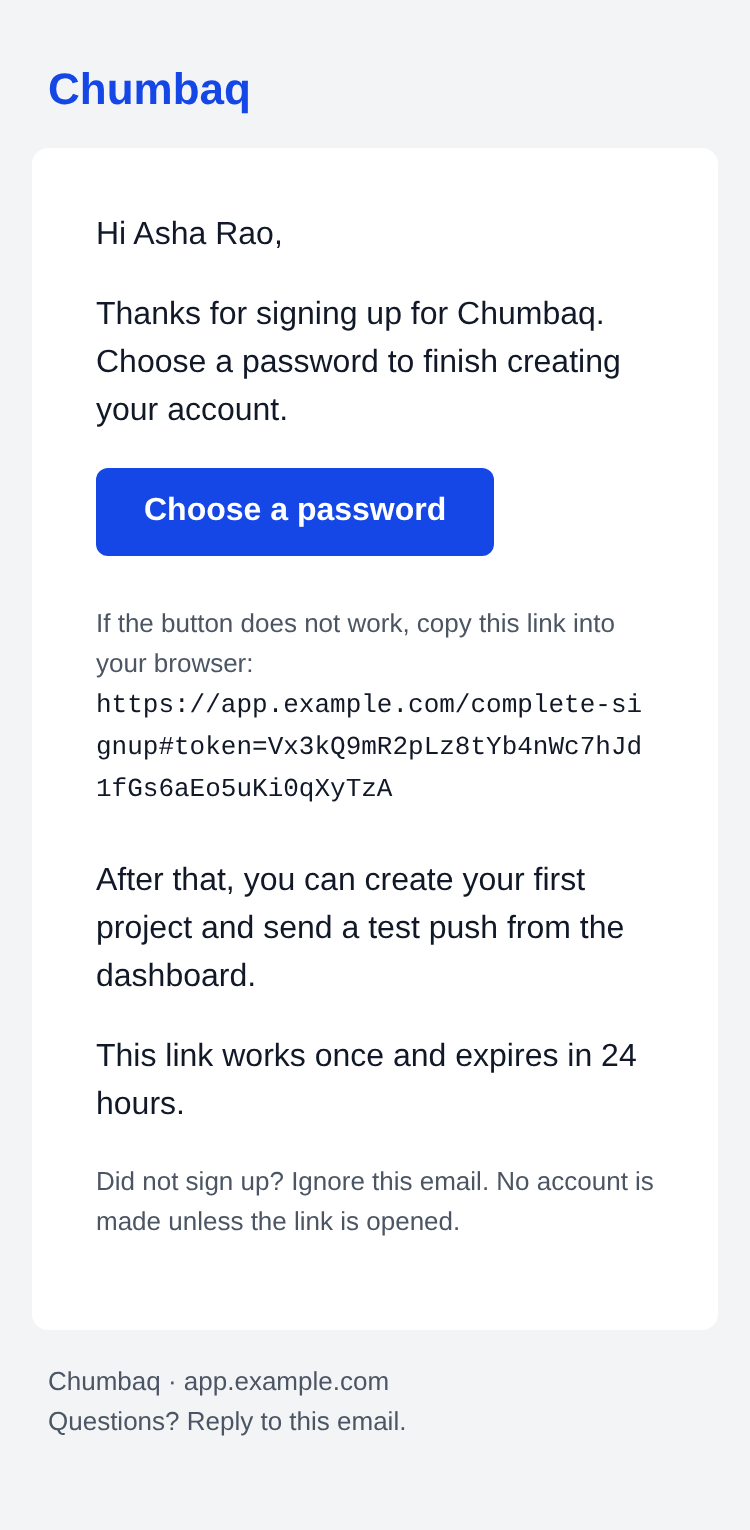 Chumbaq
Hi Asha Rao,
Thanks for signing up for Chumbaq.
Choose a password to finish creating
your account.
Choose a password
If the button does not work, copy this link into
your browser:
https://app.example.com/complete-si
gnup#token=Vx3kQ9mR2pLz8tYb4nWc7hJd
1fGs6aEo5uKi0qXyTzA
After that, you can create your first
project and send a test push from the
dashboard.
This link works once and expires in 24
hours.
Did not sign up? Ignore this email. No account is
made unless the link is opened.
Chumbaq · app.example.com
Questions? Reply to this email.